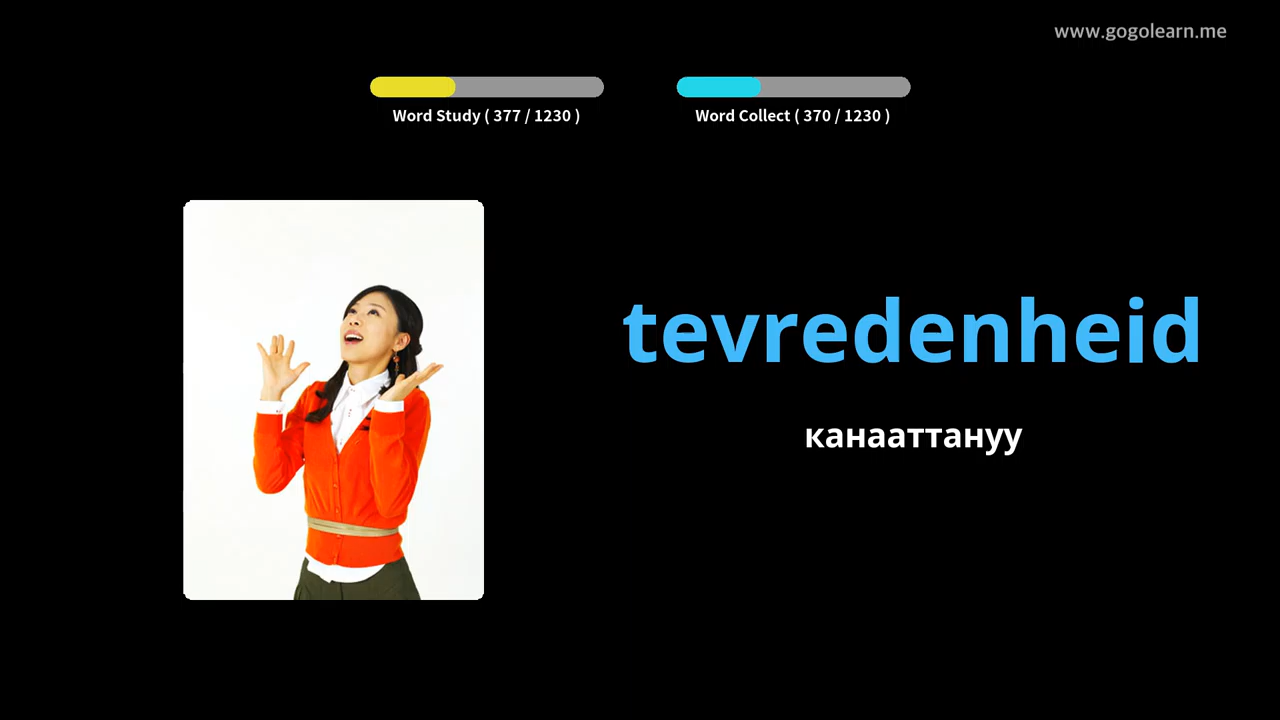 www.gogolearn.me
Word Study ( 377 / 1230 )
Word Collect ( 370 / 1230 )
tevredenheid
канааттануу